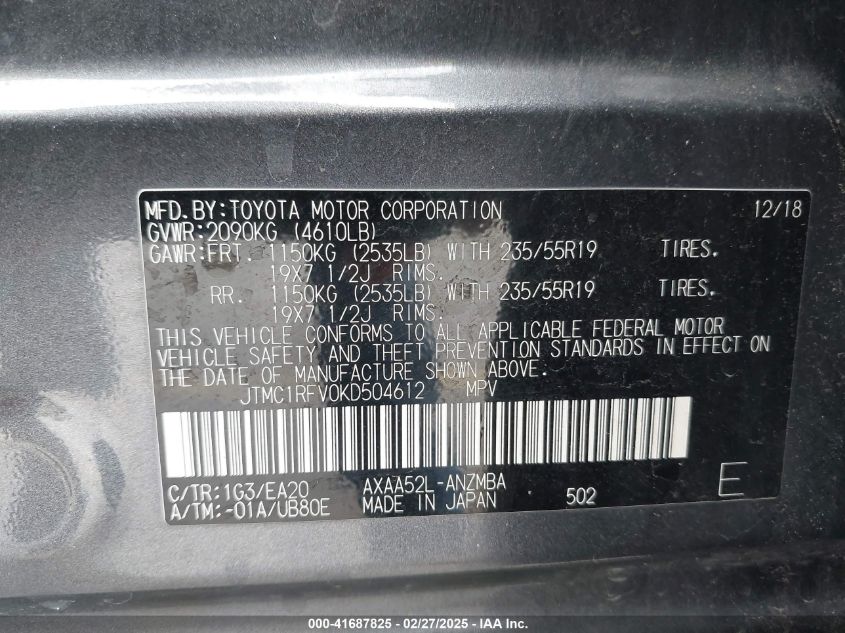 MFD. BY: TOYOTA MOTOR CORPORATION 12/18
GVWR: 2090KG (4610LB)
GAWR: FRT. 1150KG (2535LB) WITH 235/55R19 TIRES.
19X7 1/2J RIMS.
RR. 1150KG (2535LB) WITH 235/55R19 TIRES.
19X7 1/2J RIMS.
THIS VEHICLE CONFORMS TO ALL APPLICABLE FEDERAL MOTOR
VEHICLE SAFETY AND THEFT PREVENTION STANDARDS IN EFFECT ON
THE DATE OF MANUFACTURE SHOWN ABOVE.
JTMC1RFV0KD504612 MPV
C/TR: 1G3/EA20 AXAA52L-ANZMBA
A/TM: -01A/UB80E MADE IN JAPAN 502 E
000-41687825 - 02/27/2025 - IAA Inc.